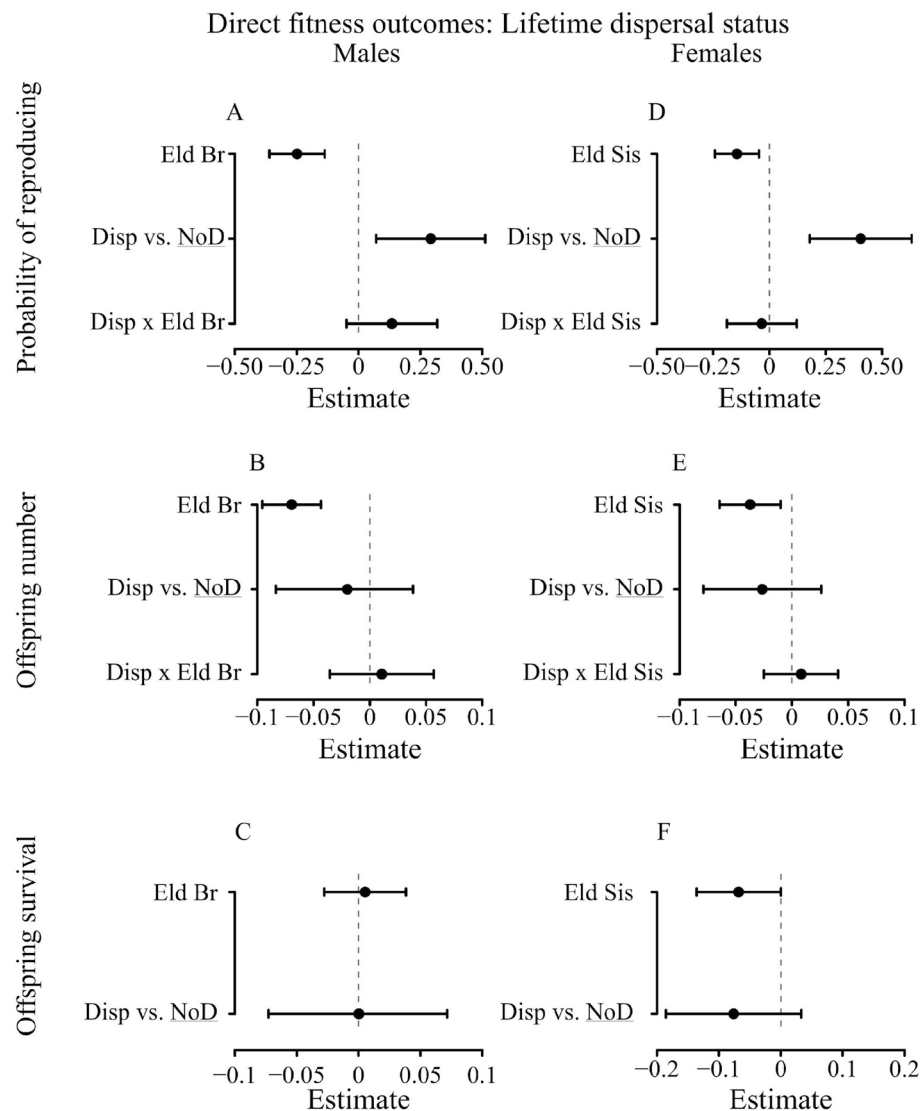 Direct fitness outcomes: Lifetime dispersal status
Males
Females
Probability of reproducing
A
Eld Br
Disp vs. NoD
Disp x Eld Br
−0.50 −0.25 0 0.25 0.50
Estimate
D
Eld Sis
Disp vs. NoD
Disp x Eld Sis
−0.50 −0.25 0 0.25 0.50
Estimate
Offspring number
B
Eld Br
Disp vs. NoD
Disp x Eld Br
−0.1 −0.05 0 0.05 0.1
Estimate
E
Eld Sis
Disp vs. NoD
Disp x Eld Sis
−0.1 −0.05 0 0.05 0.1
Estimate
Offspring survival
C
Eld Br
Disp vs. NoD
−0.1 −0.05 0 0.05 0.1
Estimate
F
Eld Sis
Disp vs. NoD
−0.2 −0.1 0 0.1 0.2
Estimate